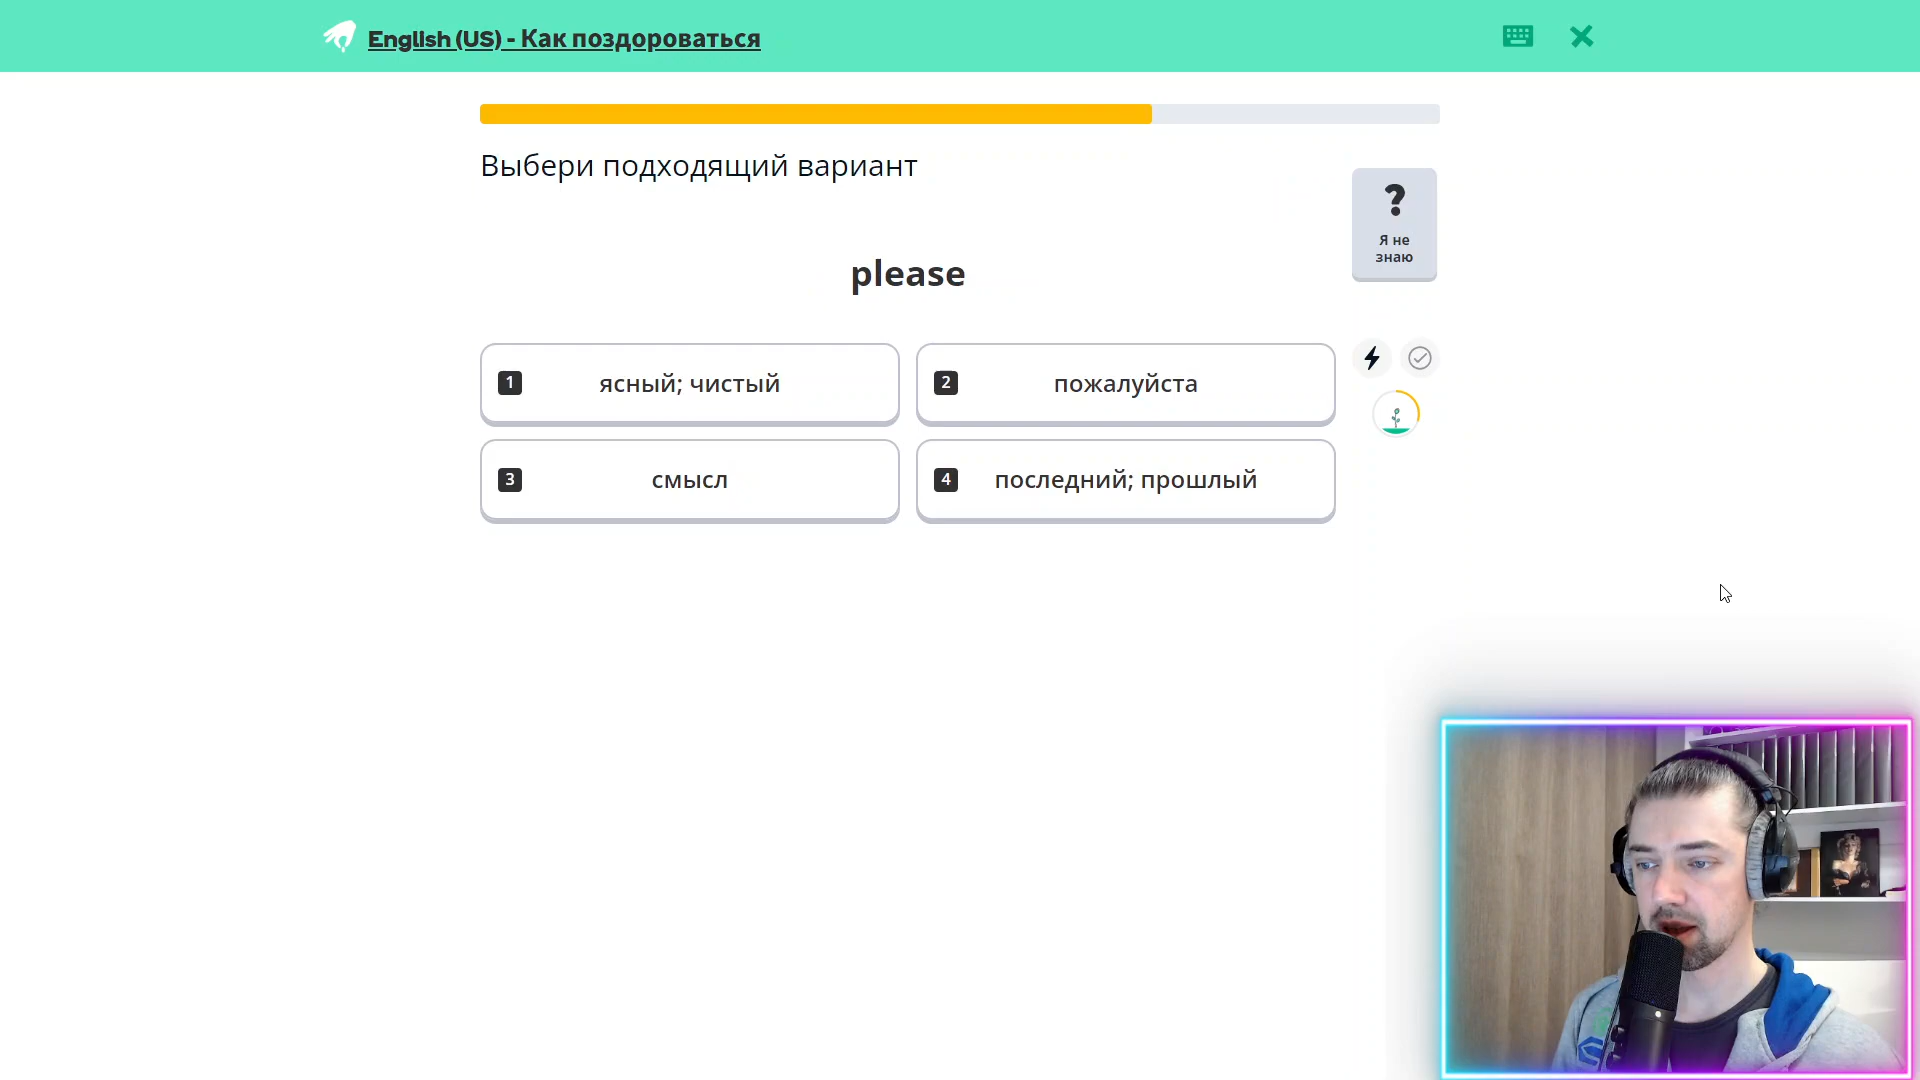 English (US) - Как поздороваться
Выбери подходящий вариант
?
Я не
знаю
please
1 ясный; чистый
2 пожалуйста
3 смысл
4 последний; прошлый